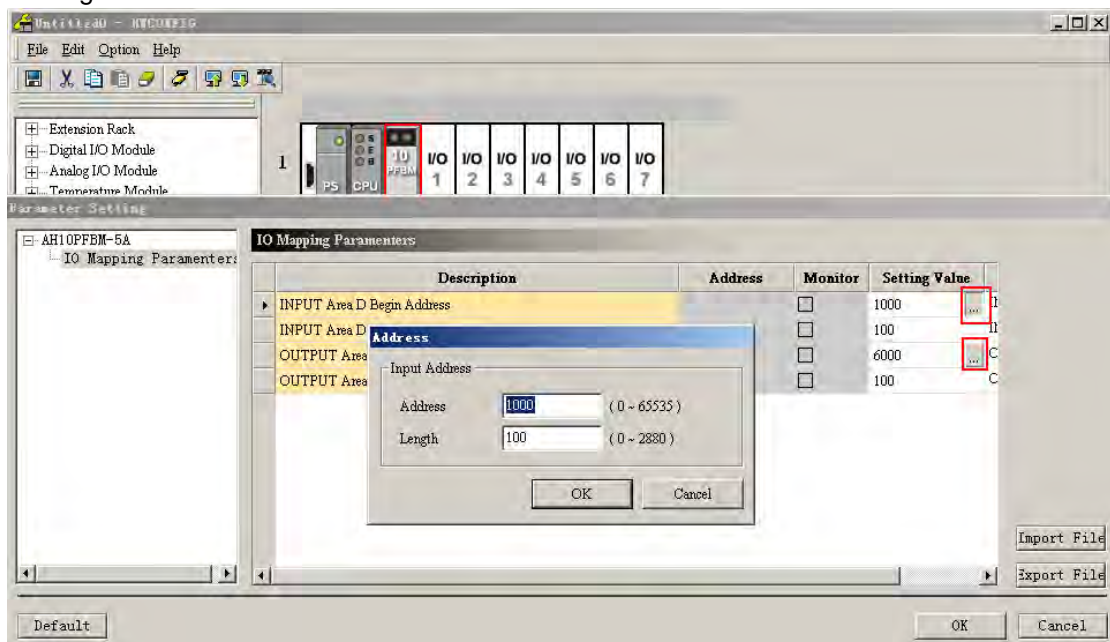 Untitled0 - HWCONFIG
File Edit Option Help
Extension Rack
Digital I/O Module
Analog I/O Module
Temperature Module
1
PS CPU 10 PFBM I/O 1 I/O 2 I/O 3 I/O 4 I/O 5 I/O 6 I/O 7
Parameter Setting
AH10PFBM-5A
IO Mapping Paramenter
IO Mapping Paramenters
Description Address Monitor Setting Value
INPUT Area D Begin Address 1000 ...
INPUT Area D 100
OUTPUT Area 6000 ...
OUTPUT Area 100
Address
Input Address
Address 1000 ( 0 ~ 65535 )
Length 100 ( 0 ~ 2880 )
OK Cancel
Import File
Export File
Default OK Cancel